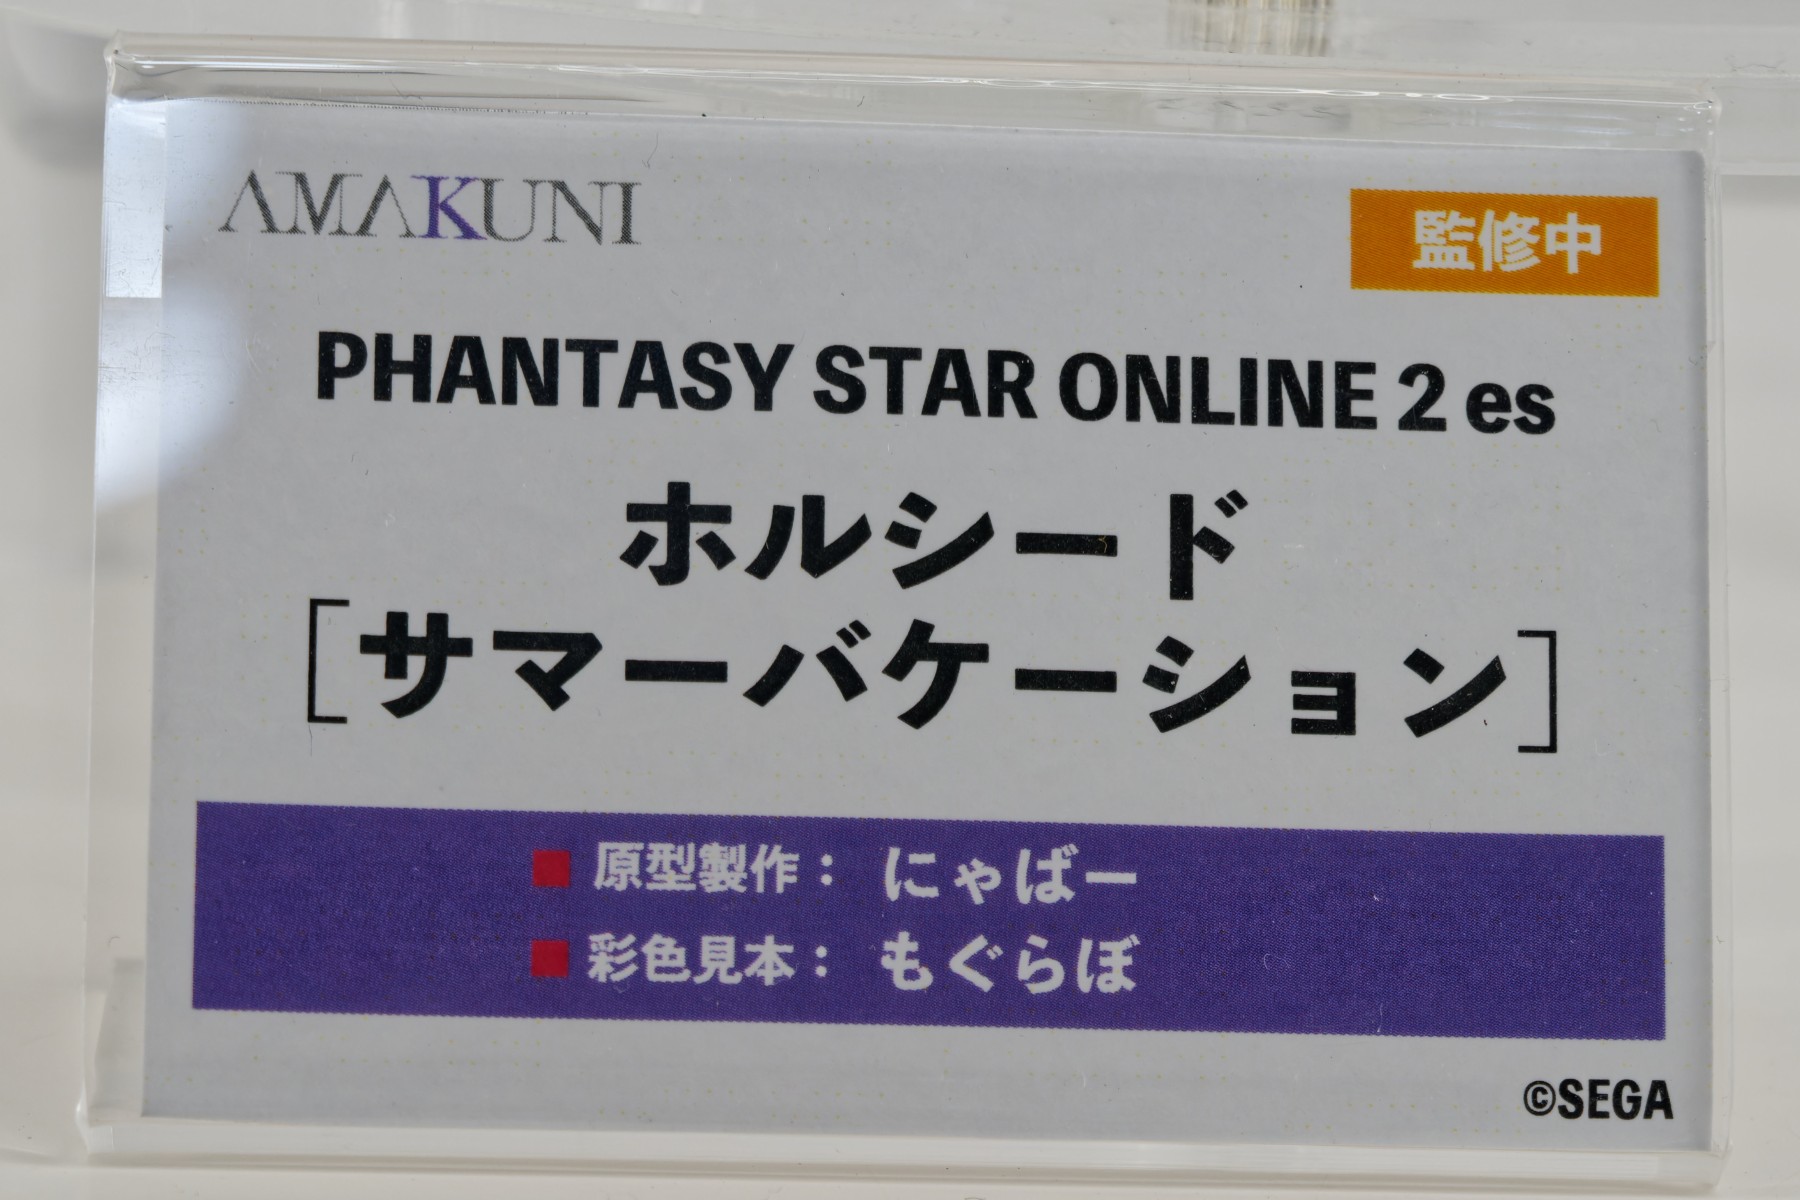 AMAKUNI
監修中
PHANTASY STAR ONLINE 2 es
ホルシード
［サマーバケーション］
■ 原型製作： にゃばー
■ 彩色見本： もぐらぼ
©SEGA